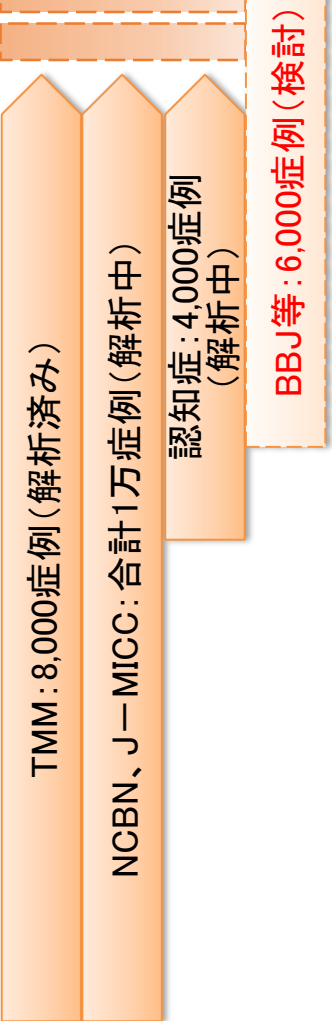 TMM：8,000症例（解析済み）
NCBN、J－MICC：合計1万症例（解析中）
認知症：4,000症例
（解析中）
BBJ等：6,000症例（検討）